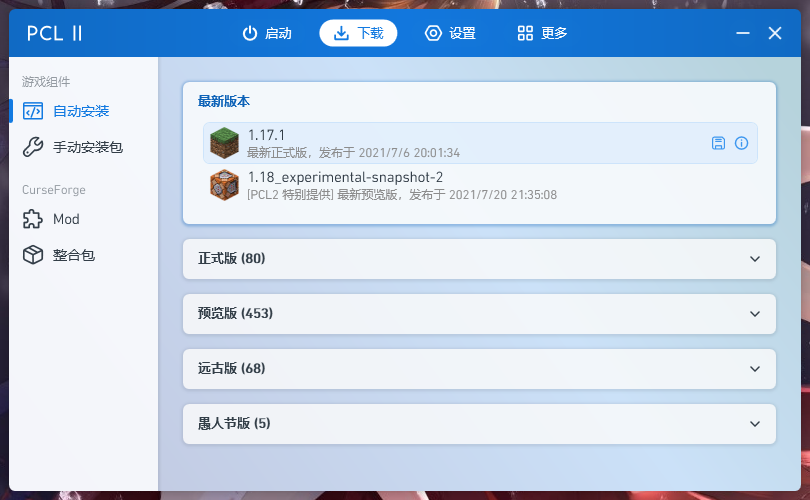 PCL II
启动
下载
设置
更多
游戏组件
自动安装
手动安装包
CurseForge
Mod
整合包
最新版本
1.17.1
最新正式版，发布于 2021/7/6 20:01:34
1.18_experimental-snapshot-2
[PCL2 特别提供] 最新预览版，发布于 2021/7/20 21:35:08
正式版 (80)
预览版 (453)
远古版 (68)
愚人节版 (5)